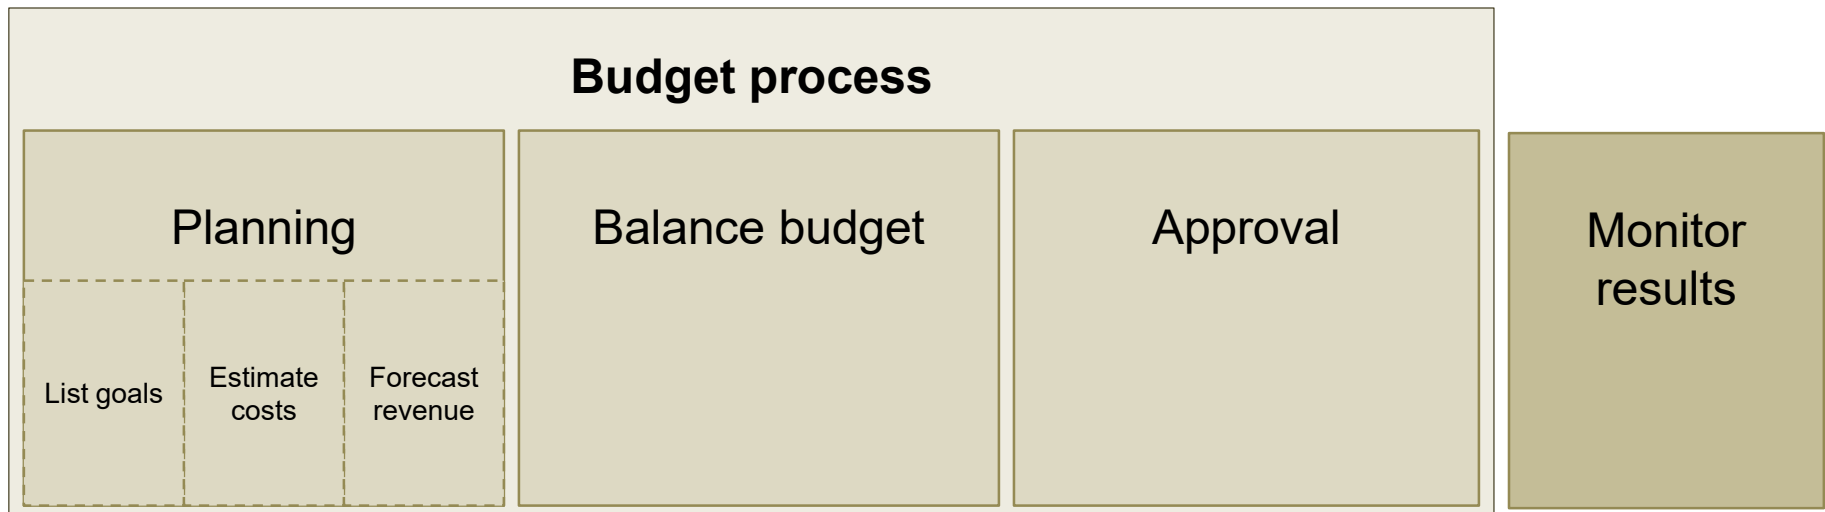 Budget process
Planning
Balance budget
Approval
Monitor
results
List goals
Estimate
costs
Forecast
revenue